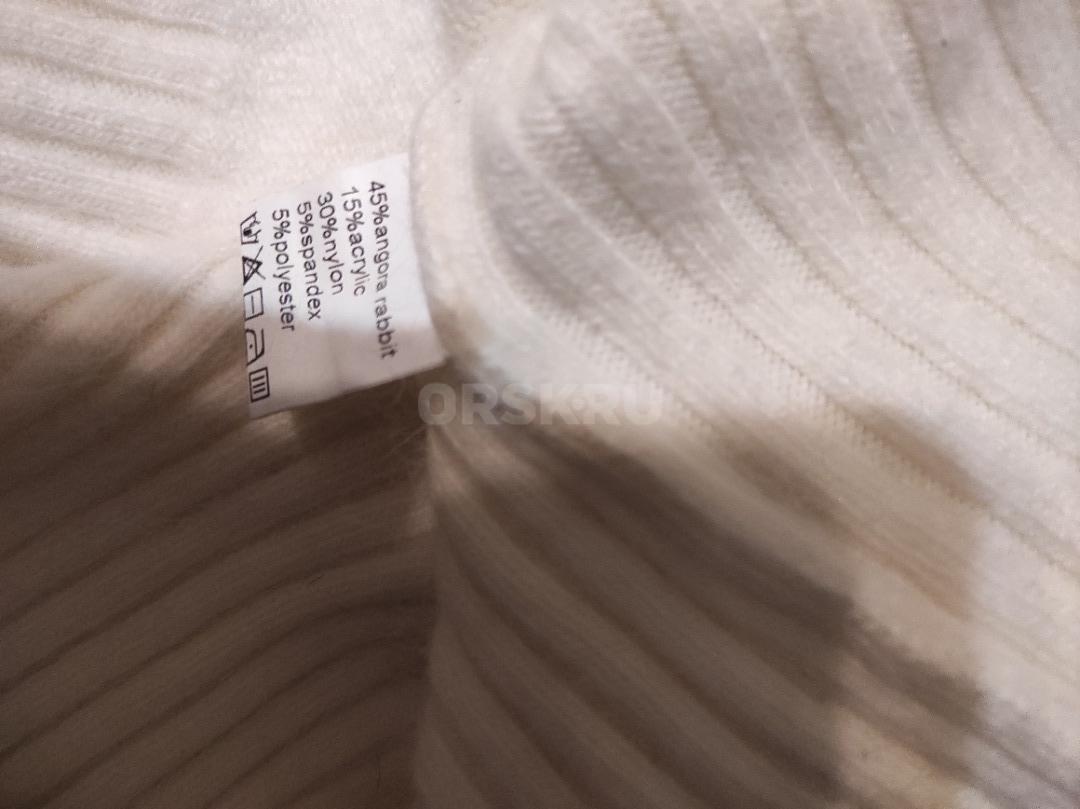 45%angora rabbit
15%acrylic
30%nylon
5%spandex
5%polyester
ORSK.RU